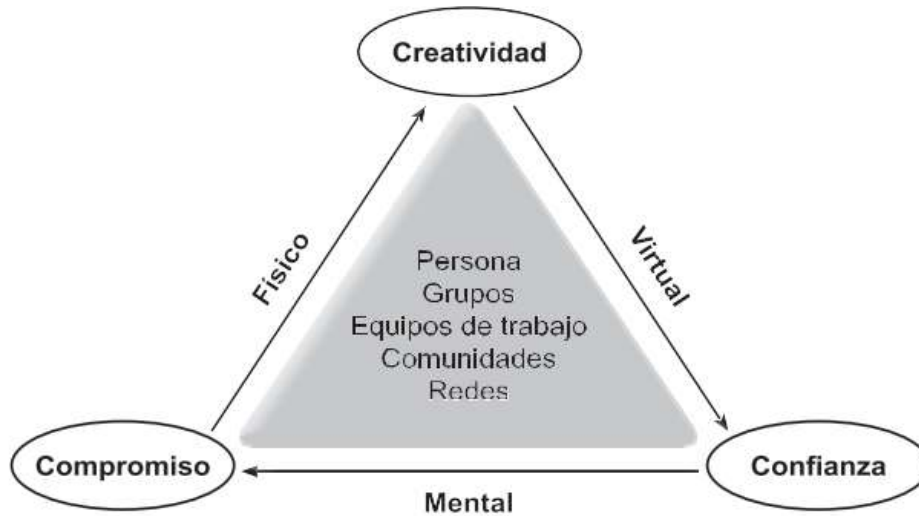 Creatividad
Físico
Virtual
Persona
Grupos
Equipos de trabajo
Comunidades
Redes
Compromiso
Confianza
Mental